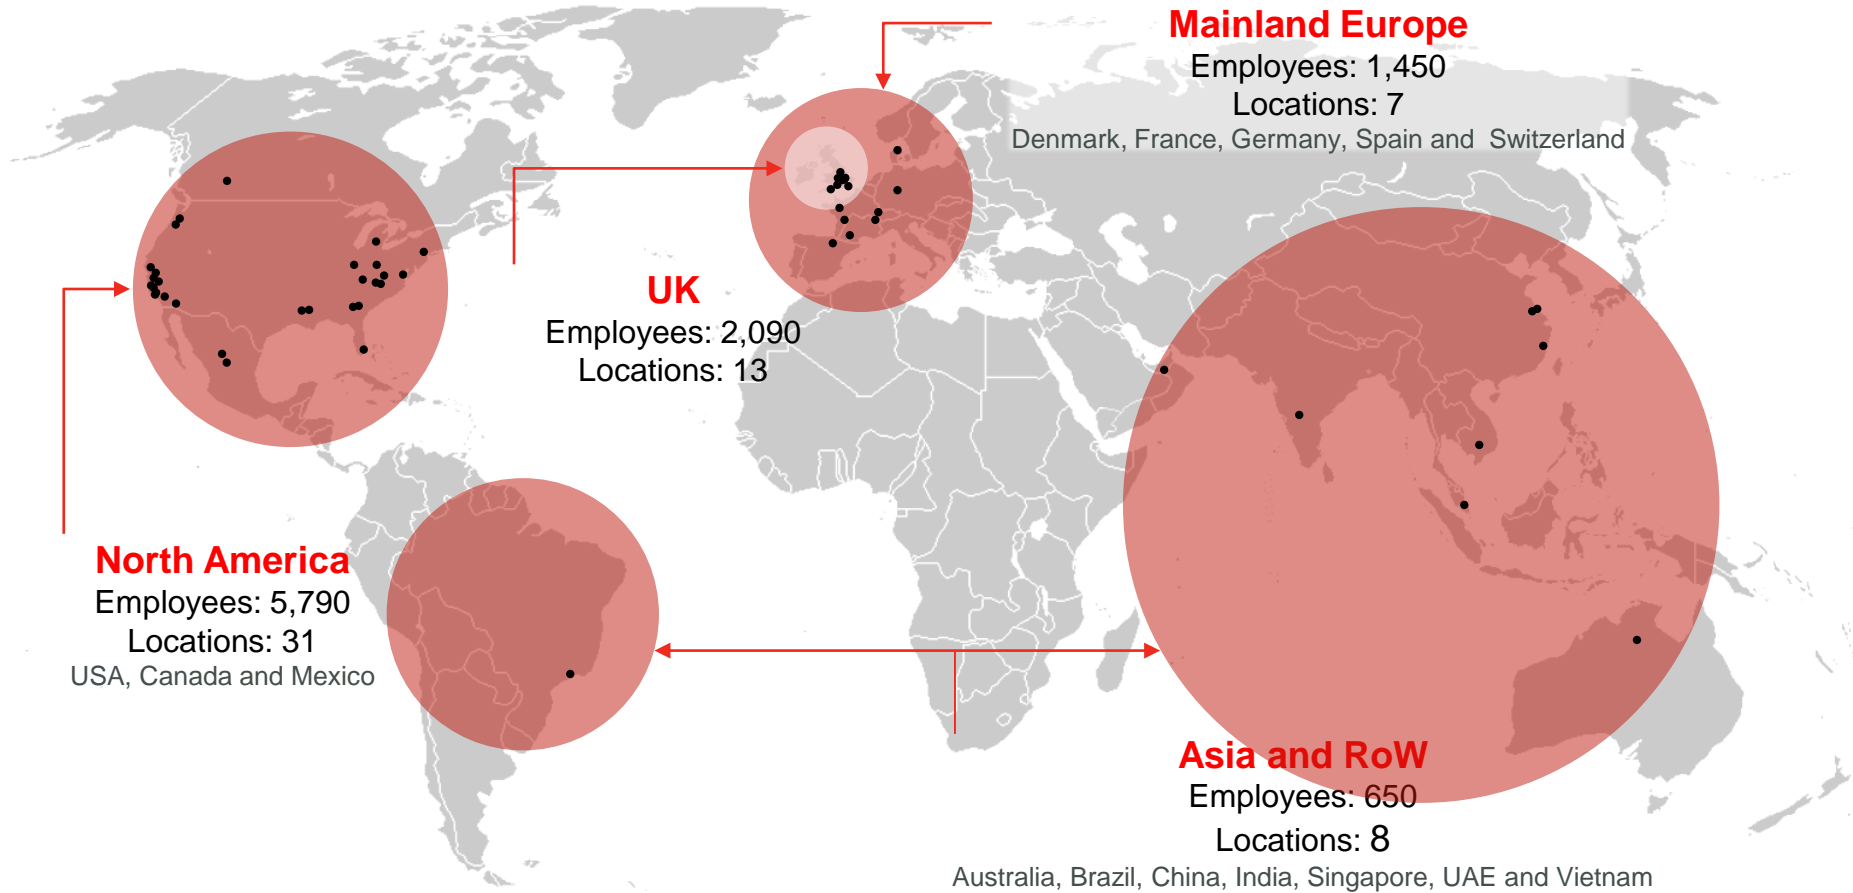 Mainland Europe
Employees: 1,450
Locations: 7
Denmark, France, Germany, Spain and Switzerland
UK
Employees: 2,090
Locations: 13
North America
Employees: 5,790
Locations: 31
USA, Canada and Mexico
Asia and RoW
Employees: 650
Locations: 8
Australia, Brazil, China, India, Singapore, UAE and Vietnam